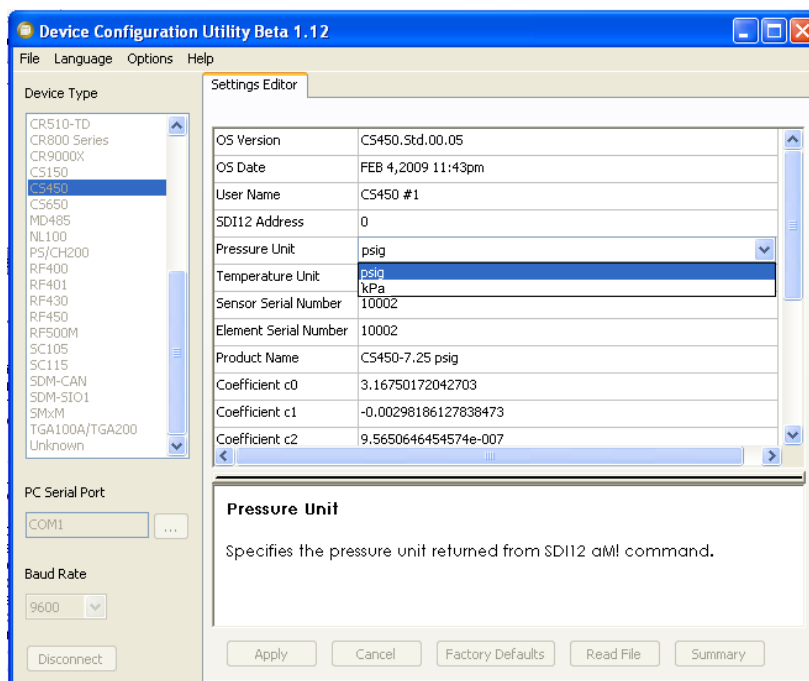 Device Configuration Utility Beta 1.12
File Language Options Help
Device Type
CR510-TD
CR800 Series
CR9000X
CS150
CS450
CS650
MD485
NL100
PS/CH200
RF400
RF401
RF430
RF450
RF500M
SC105
SC115
SDM-CAN
SDM-SIO1
SMxM
TGA100A/TGA200
Unknown
PC Serial Port
COM1
...
Baud Rate
9600
Disconnect
Settings Editor
OS Version CS450.Std.00.05
OS Date FEB 4,2009 11:43pm
User Name CS450 #1
SDI12 Address 0
Pressure Unit psig
psig
Temperature Unit
kPa
Sensor Serial Number 10002
Element Serial Number 10002
Product Name CS450-7.25 psig
Coefficient c0 3.16750172042703
Coefficient c1 -0.00298186127838473
Coefficient c2 9.5650646454574e-007
Pressure Unit
Specifies the pressure unit returned from SDI12 aM! command.
Apply Cancel Factory Defaults Read File Summary